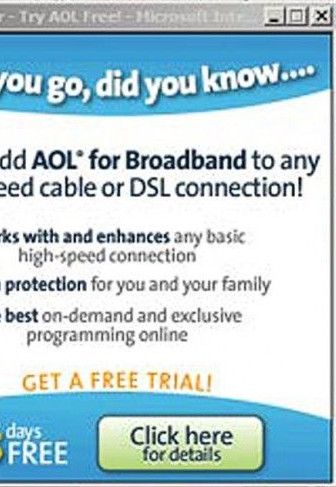 - Try AOL Free! - Microsoft Inte...
you go, did you know....
dd AOL® for Broadband to any
eed cable or DSL connection!
rks with and enhances any basic
high-speed connection
protection for you and your family
best on-demand and exclusive
programming online
GET A FREE TRIAL!
days
FREE
Click here
for details